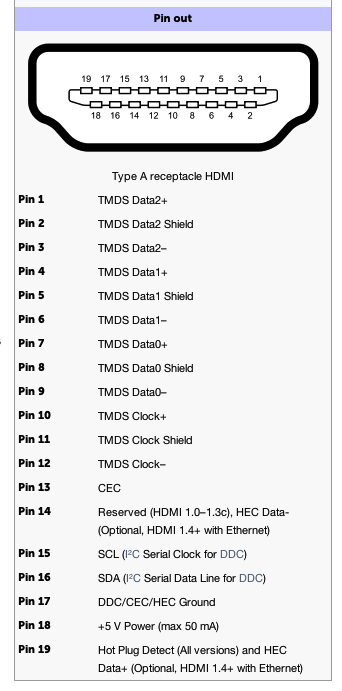 Pin out
19 17 15 13 11 9 7 5 3 1
18 16 14 12 10 8 6 4 2
Type A receptacle HDMI
Pin 1 TMDS Data2+
Pin 2 TMDS Data2 Shield
Pin 3 TMDS Data2–
Pin 4 TMDS Data1+
Pin 5 TMDS Data1 Shield
Pin 6 TMDS Data1–
Pin 7 TMDS Data0+
Pin 8 TMDS Data0 Shield
Pin 9 TMDS Data0–
Pin 10 TMDS Clock+
Pin 11 TMDS Clock Shield
Pin 12 TMDS Clock–
Pin 13 CEC
Pin 14 Reserved (HDMI 1.0–1.3c), HEC Data-
(Optional, HDMI 1.4+ with Ethernet)
Pin 15 SCL (I²C Serial Clock for DDC)
Pin 16 SDA (I²C Serial Data Line for DDC)
Pin 17 DDC/CEC/HEC Ground
Pin 18 +5 V Power (max 50 mA)
Pin 19 Hot Plug Detect (All versions) and HEC
Data+ (Optional, HDMI 1.4+ with Ethernet)